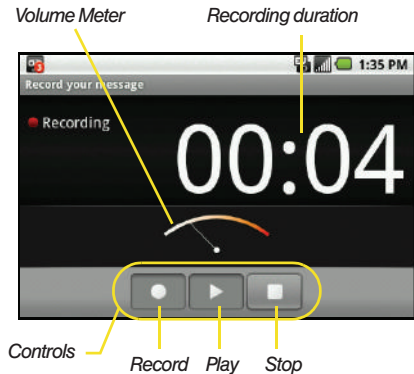 Volume Meter
Recording duration
1:35 PM
Record your message
Recording
00:04
Controls
Record
Play
Stop